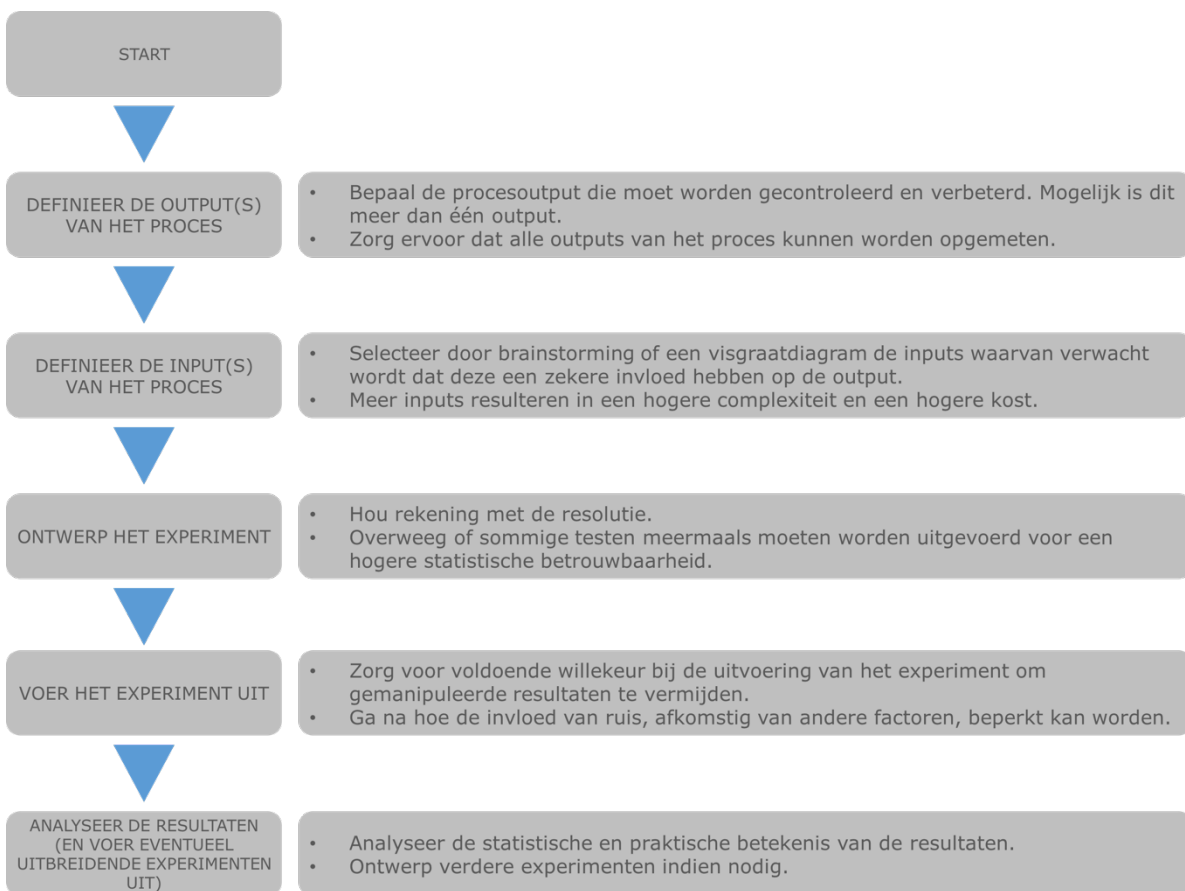 START
DEFINIEER DE OUTPUT(S)
VAN HET PROCES
• Bepaal de procesoutput die moet worden gecontroleerd en verbeterd. Mogelijk is dit
meer dan één output.
• Zorg ervoor dat alle outputs van het proces kunnen worden opgemeten.
DEFINIEER DE INPUT(S)
VAN HET PROCES
• Selecteer door brainstorming of een visgraatdiagram de inputs waarvan verwacht
wordt dat deze een zekere invloed hebben op de output.
• Meer inputs resulteren in een hogere complexiteit en een hogere kost.
ONTWERP HET EXPERIMENT
• Hou rekening met de resolutie.
• Overweeg of sommige testen meermaals moeten worden uitgevoerd voor een
hogere statistische betrouwbaarheid.
VOER HET EXPERIMENT UIT
• Zorg voor voldoende willekeur bij de uitvoering van het experiment om
gemanipuleerde resultaten te vermijden.
• Ga na hoe de invloed van ruis, afkomstig van andere factoren, beperkt kan worden.
ANALYSEER DE RESULTATEN
(EN VOER EVENTUEEL
UITBREIDENDE EXPERIMENTEN
UIT)
• Analyseer de statistische en praktische betekenis van de resultaten.
• Ontwerp verdere experimenten indien nodig.